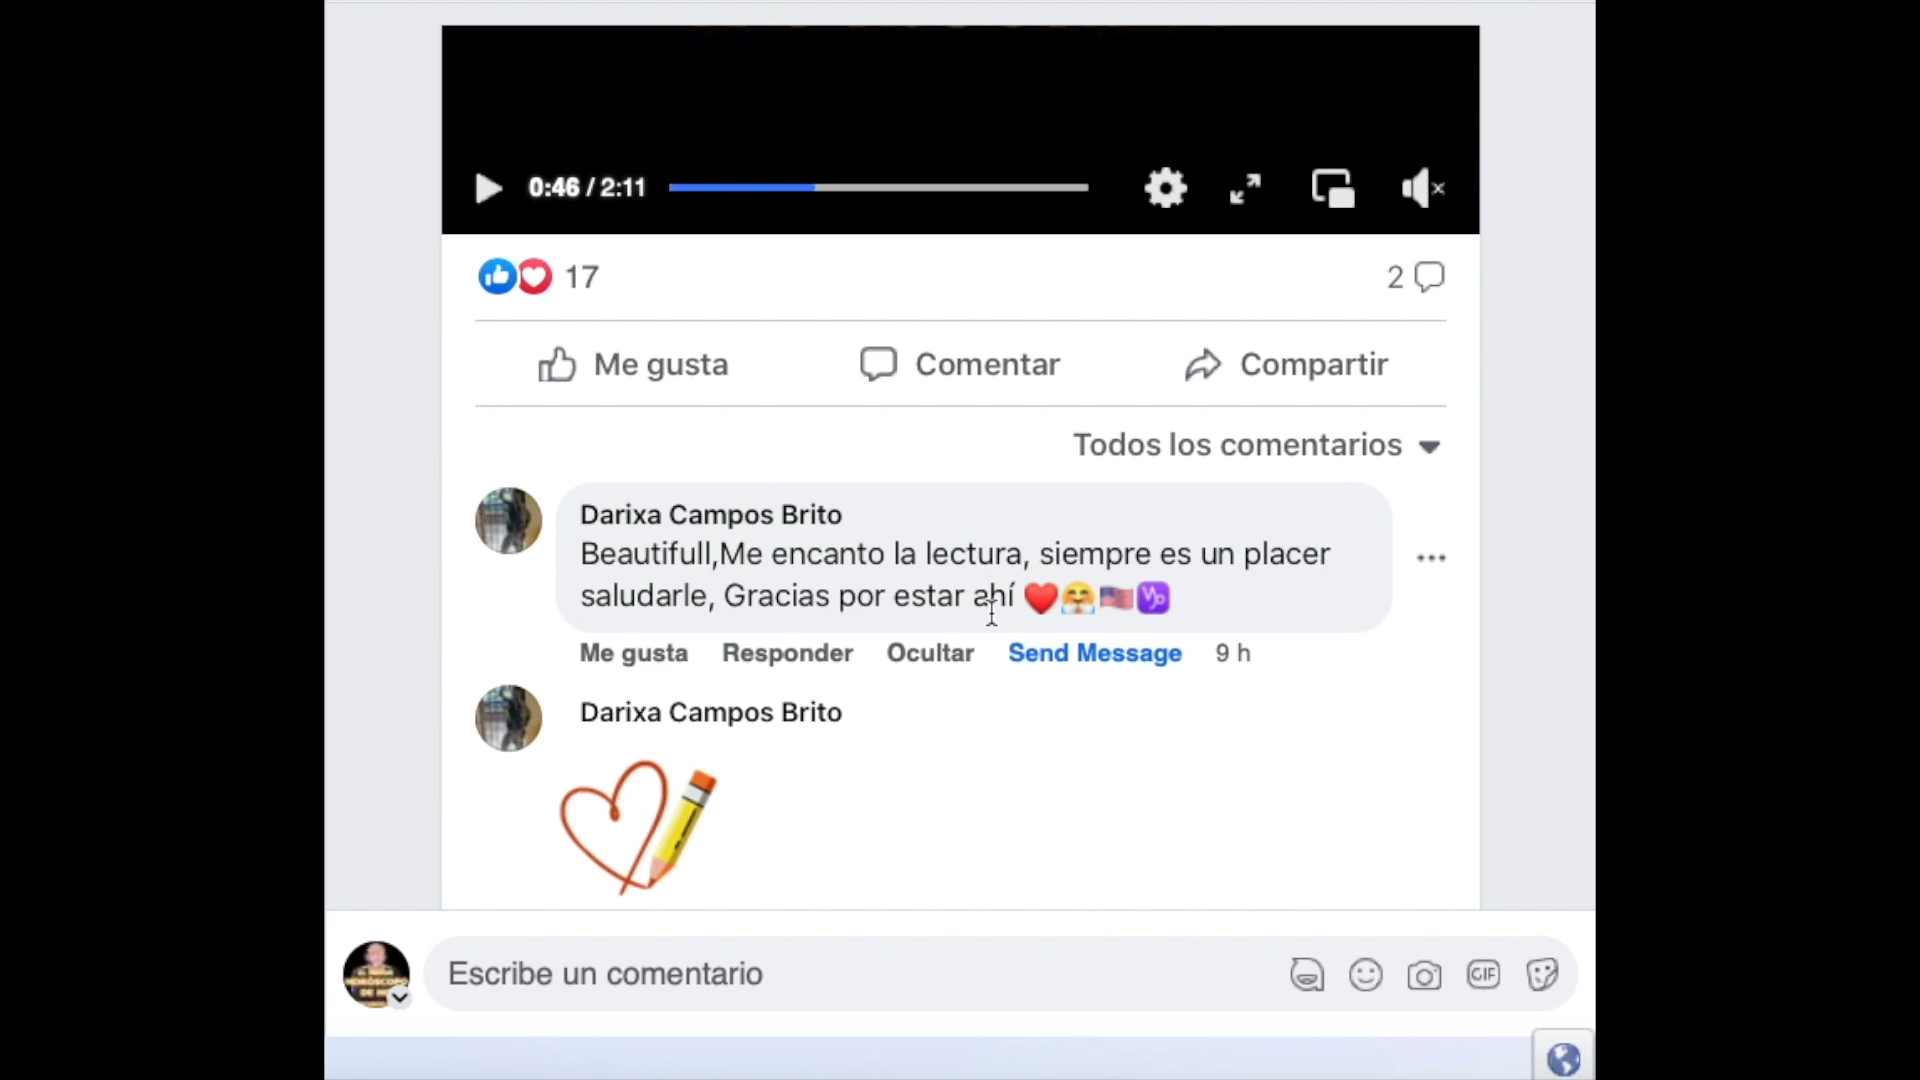 0:46 / 2:11
17
2
Me gusta
Comentar
Compartir
Todos los comentarios
Darixa Campos Brito
Beautifull,Me encanto la lectura, siempre es un placer
saludarle, Gracias por estar ahí ❤️🤗🇺🇸♑
Me gusta Responder Ocultar Send Message 9 h
Darixa Campos Brito
Escribe un comentario
GIF